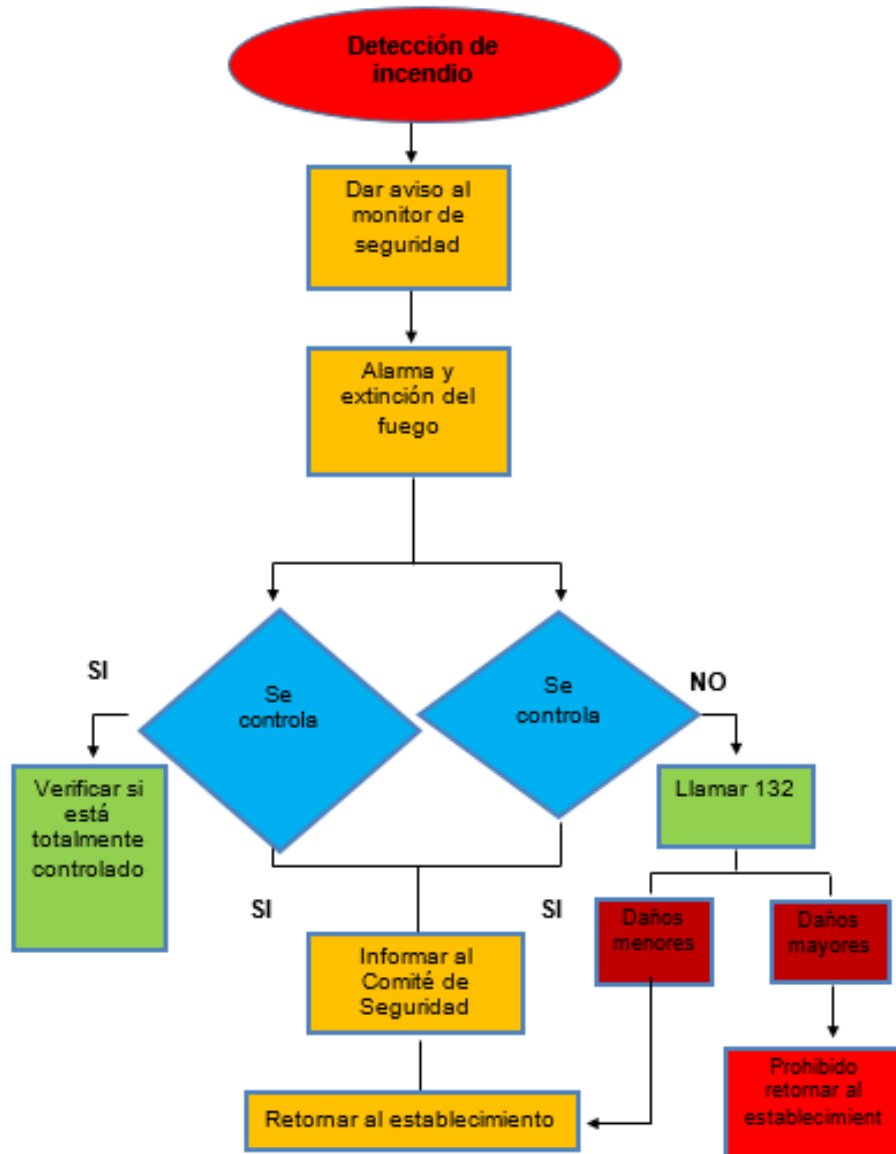 Detección de
incendio
Dar aviso al
monitor de
seguridad
Alarma y
extinción del
fuego
SI
Se
controla
Se
controla
NO
Verificar si
está
totalmente
controlado
Llamar 132
SI
SI
Daños
menores
Daños
mayores
Informar al
Comité de
Seguridad
Retornar al establecimiento
Prohibido
retornar al
establecimient